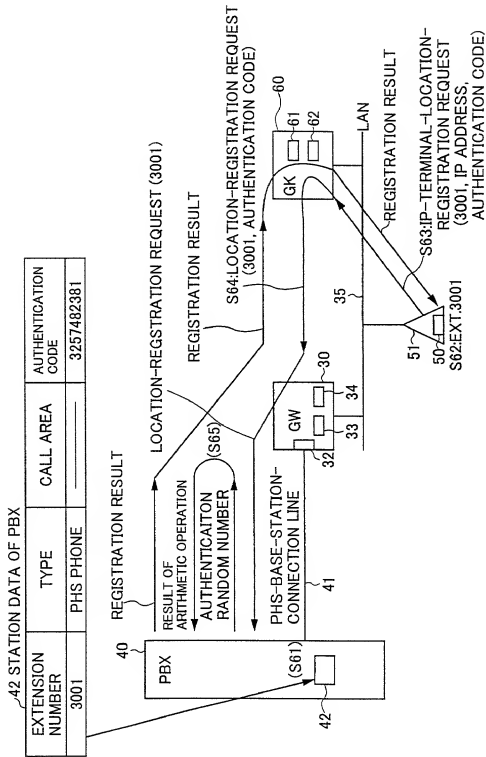 42 STATION DATA OF PBX
EXTENSION NUMBER
TYPE
CALL AREA
AUTHENTICATION CODE
3001
PHS PHONE
3257482381
40
PBX
(S61)
42
REGISTRATION RESULT
RESULT OF
ARITHMETIC OPERATION
AUTHENTICAITON
RANDOM NUMBER
(S65)
PHS-BASE-STATION-
CONNECTION LINE
41
LOCATION-REGSTRATION REQUEST (3001)
REGISTRATION RESULT
S64:LOCATION-REGISTRATION REQUEST
(3001, AUTHENTICATION CODE)
GW
30
32
33
34
60
GK
61
62
35
LAN
51
50
S62:EXT.3001
REGISTRATION RESULT
S63:IP-TERMINAL-LOCATION-
REGISTRATION REQUEST
(3001, IP ADDRESS,
AUTHENTICATION CODE)